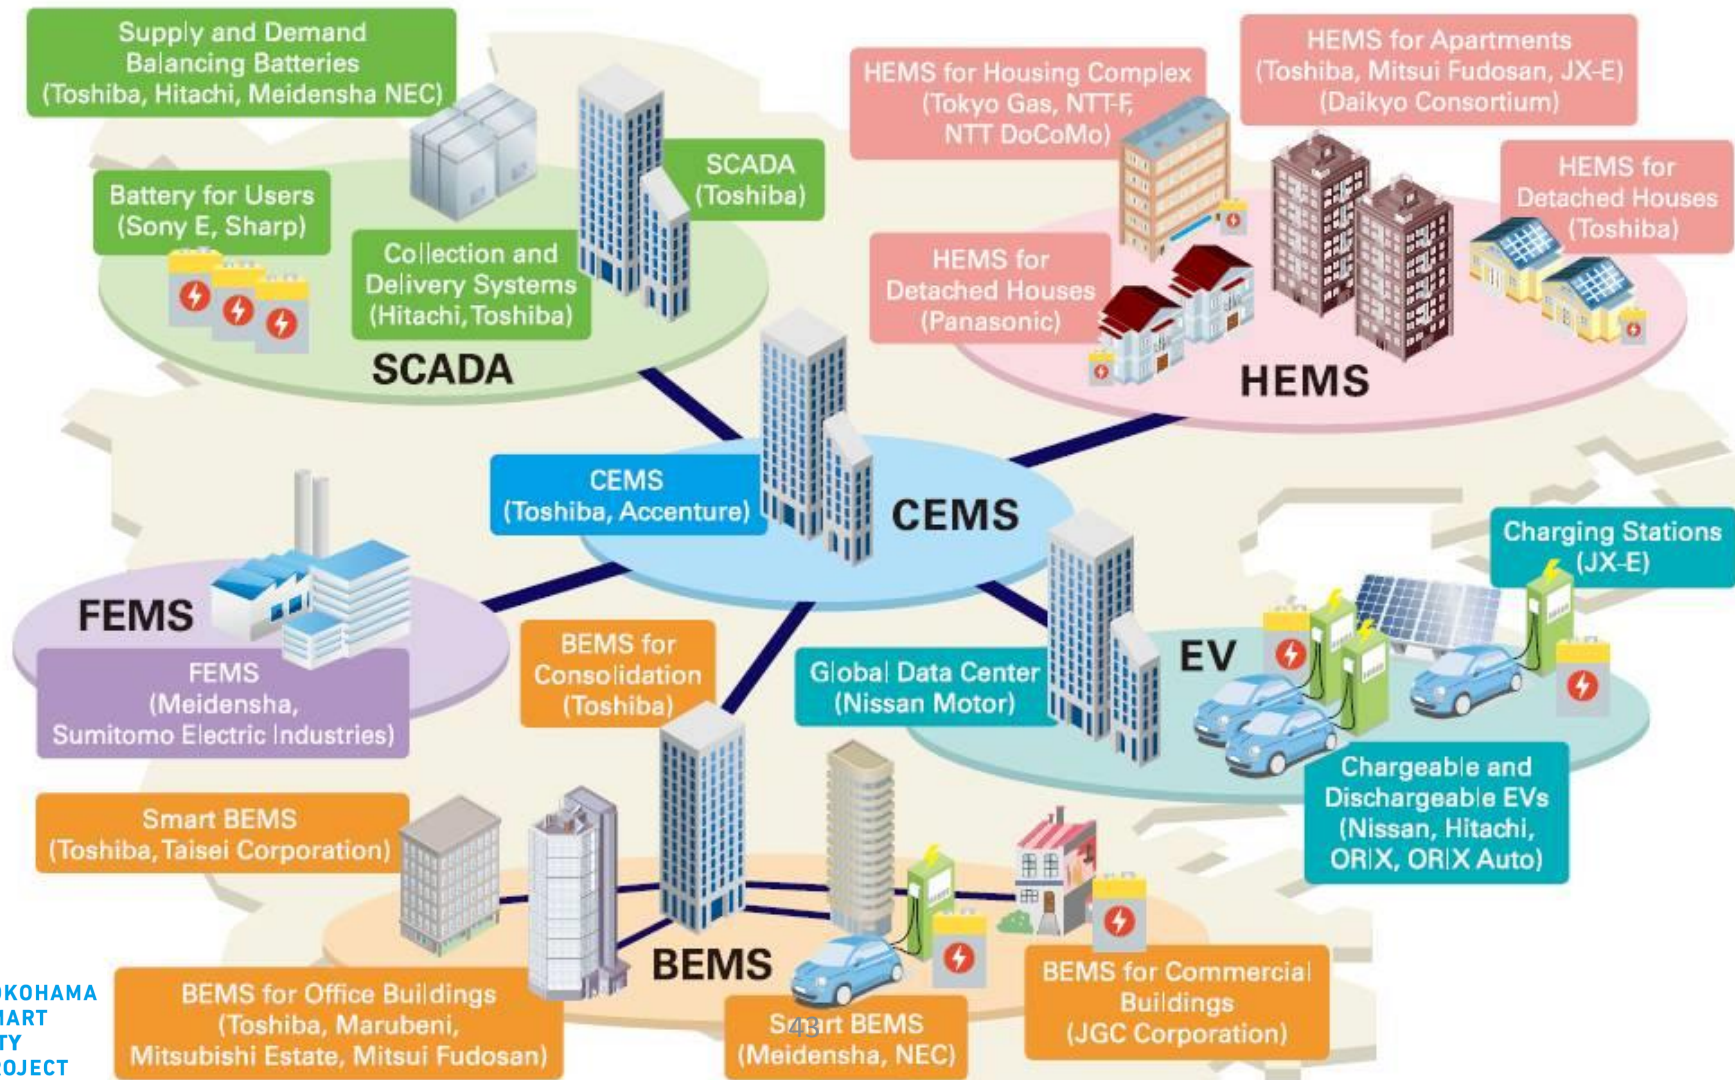 Supply and Demand
Balancing Batteries
(Toshiba, Hitachi, Meidensha NEC)
Battery for Users
(Sony E, Sharp)
Collection and
Delivery Systems
(Hitachi, Toshiba)
SCADA
(Toshiba)
SCADA
HEMS for Housing Complex
(Tokyo Gas, NTT-F,
NTT DoCoMo)
HEMS for Apartments
(Toshiba, Mitsui Fudosan, JX-E)
(Daikyo Consortium)
HEMS for
Detached Houses
(Toshiba)
HEMS for
Detached Houses
(Panasonic)
HEMS
CEMS
(Toshiba, Accenture)
CEMS
FEMS
FEMS
(Meidensha,
Sumitomo Electric Industries)
BEMS for
Consolidation
(Toshiba)
Global Data Center
(Nissan Motor)
EV
Charging Stations
(JX-E)
Chargeable and
Dischargeable EVs
(Nissan, Hitachi,
ORIX, ORIX Auto)
Smart BEMS
(Toshiba, Taisei Corporation)
BEMS
BEMS for Office Buildings
(Toshiba, Marubeni,
Mitsubishi Estate, Mitsui Fudosan)
Smart BEMS
(Meidensha, NEC)
43
BEMS for Commercial
Buildings
(JGC Corporation)
OKOHAMA
MART
ITY
ROJECT